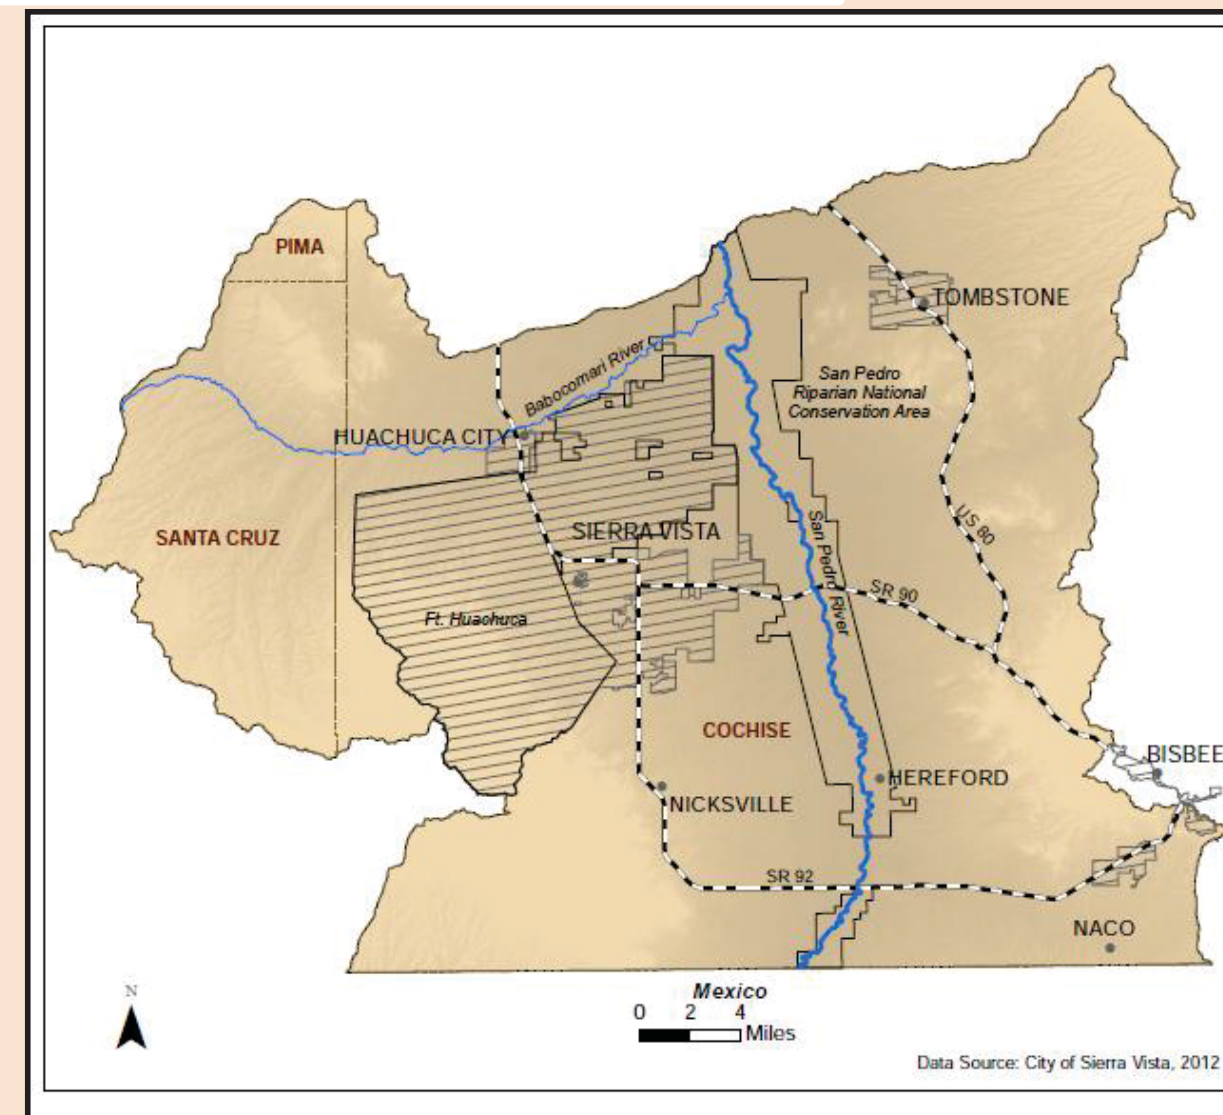 PIMA
TOMBSTONE
Babocomari River
San Pedro
Riparian National
Conservation Area
HUACHUCA CITY
SANTA CRUZ
SIERRA VISTA
US 80
San Pedro River
SR 90
Ft. Huachuca
COCHISE
BISBEE
HEREFORD
NICKSVILLE
SR 92
NACO
Mexico
N
0 2 4
Miles
Data Source: City of Sierra Vista, 2012